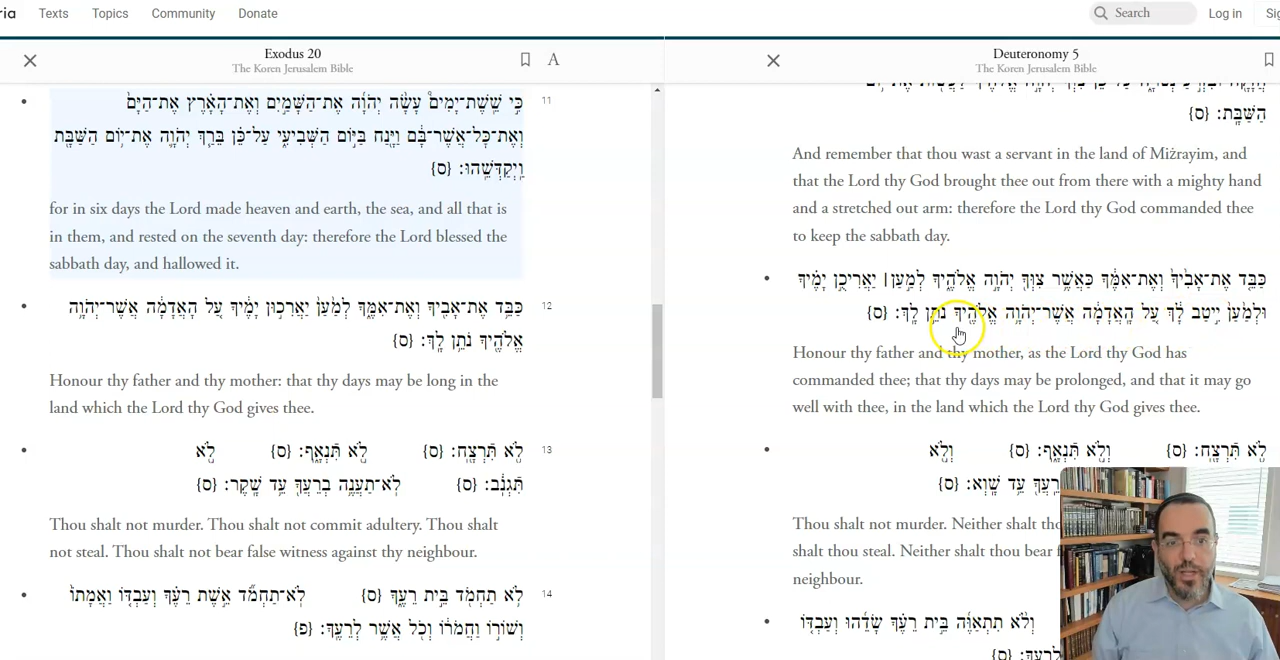 ria Texts Topics Community Donate Search Log in
Exodus 20
The Koren Jerusalem Bible
A
11
כִּ֣י שֵֽׁשֶׁת־יָמִים֩ עָשָׂ֨ה יְהֹוָ֜ה אֶת־הַשָּׁמַ֣יִם וְאֶת־הָאָ֗רֶץ אֶת־הַיָּם֙
וְאֶת־כׇּל־אֲשֶׁר־בָּ֔ם וַיָּ֖נַח בַּיּ֣וֹם הַשְּׁבִיעִ֑י עַל־כֵּ֗ן בֵּרַ֧ךְ יְהֹוָ֛ה אֶת־י֥וֹם הַשַּׁבָּ֖ת
וַֽיְקַדְּשֵֽׁהוּ׃ {ס}
for in six days the Lord made heaven and earth, the sea, and all that is
in them, and rested on the seventh day: therefore the Lord blessed the
sabbath day, and hallowed it.
12
כַּבֵּ֥ד אֶת־אָבִ֖יךָ וְאֶת־אִמֶּ֑ךָ לְמַ֙עַן֙ יַאֲרִכ֣וּן יָמֶ֔יךָ עַ֚ל הָאֲדָמָ֔ה אֲשֶׁר־יְהֹוָ֥ה
אֱלֹהֶ֖יךָ נֹתֵ֥ן לָֽךְ׃ {ס}
Honour thy father and thy mother: that thy days may be long in the
land which the Lord thy God gives thee.
13
לֹ֥א תִּרְצָ֖ח׃ {ס} לֹ֣א תִּנְאָ֑ף׃ {ס} לֹ֣א
תִּגְנֹ֔ב׃ {ס} לֹֽא־תַעֲנֶ֥ה בְרֵעֲךָ֖ עֵ֥ד שָֽׁקֶר׃ {ס}
Thou shalt not murder. Thou shalt not commit adultery. Thou shalt
not steal. Thou shalt not bear false witness against thy neighbour.
14
לֹ֥א תַחְמֹ֖ד בֵּ֣ית רֵעֶ֑ךָ {ס} לֹֽא־תַחְמֹ֞ד אֵ֣שֶׁת רֵעֶ֗ךָ וְעַבְדּ֤וֹ וַאֲמָתוֹ֙
וְשׁוֹר֣וֹ וַחֲמֹר֔וֹ וְכֹ֖ל אֲשֶׁ֥ר לְרֵעֶֽךָ׃ {פ}
Deuteronomy 5
The Koren Jerusalem Bible
הַשַּׁבָּֽת׃ {ס}
And remember that thou wast a servant in the land of Miżrayim, and
that the Lord thy God brought thee out from there with a mighty hand
and a stretched out arm: therefore the Lord thy God commanded thee
to keep the sabbath day.
כַּבֵּ֤ד אֶת־אָבִ֙יךָ֙ וְאֶת־אִמֶּ֔ךָ כַּאֲשֶׁ֥ר צִוְּךָ֖ יְהֹוָ֣ה אֱלֹהֶ֑יךָ לְמַ֣עַן׀ יַאֲרִיכֻ֣ן יָמֶ֗יךָ
וּלְמַ֙עַן֙ יִ֣יטַב לָ֔ךְ עַ֚ל הָֽאֲדָמָ֔ה אֲשֶׁר־יְהֹוָ֥ה אֱלֹהֶ֖יךָ נֹתֵ֥ן לָֽךְ׃ {ס}
Honour thy father and thy mother, as the Lord thy God has
commanded thee; that thy days may be prolonged, and that it may go
well with thee, in the land which the Lord thy God gives thee.
לֹ֥א תִּרְצָ֖ח׃ {ס} וְלֹ֣א תִּנְאָ֑ף׃ {ס} וְלֹ֣א
עֵ֥ד שָֽׁוְא׃ {ס}
Thou shalt not murder. Neither shalt tho
shalt thou steal. Neither shalt thou bear
neighbour.
וְלֹ֨א תִתְאַוֶּ֜ה בֵּ֣ית רֵעֶ֗ךָ שָׂדֵ֜הוּ וְעַבְדּ֤וֹ